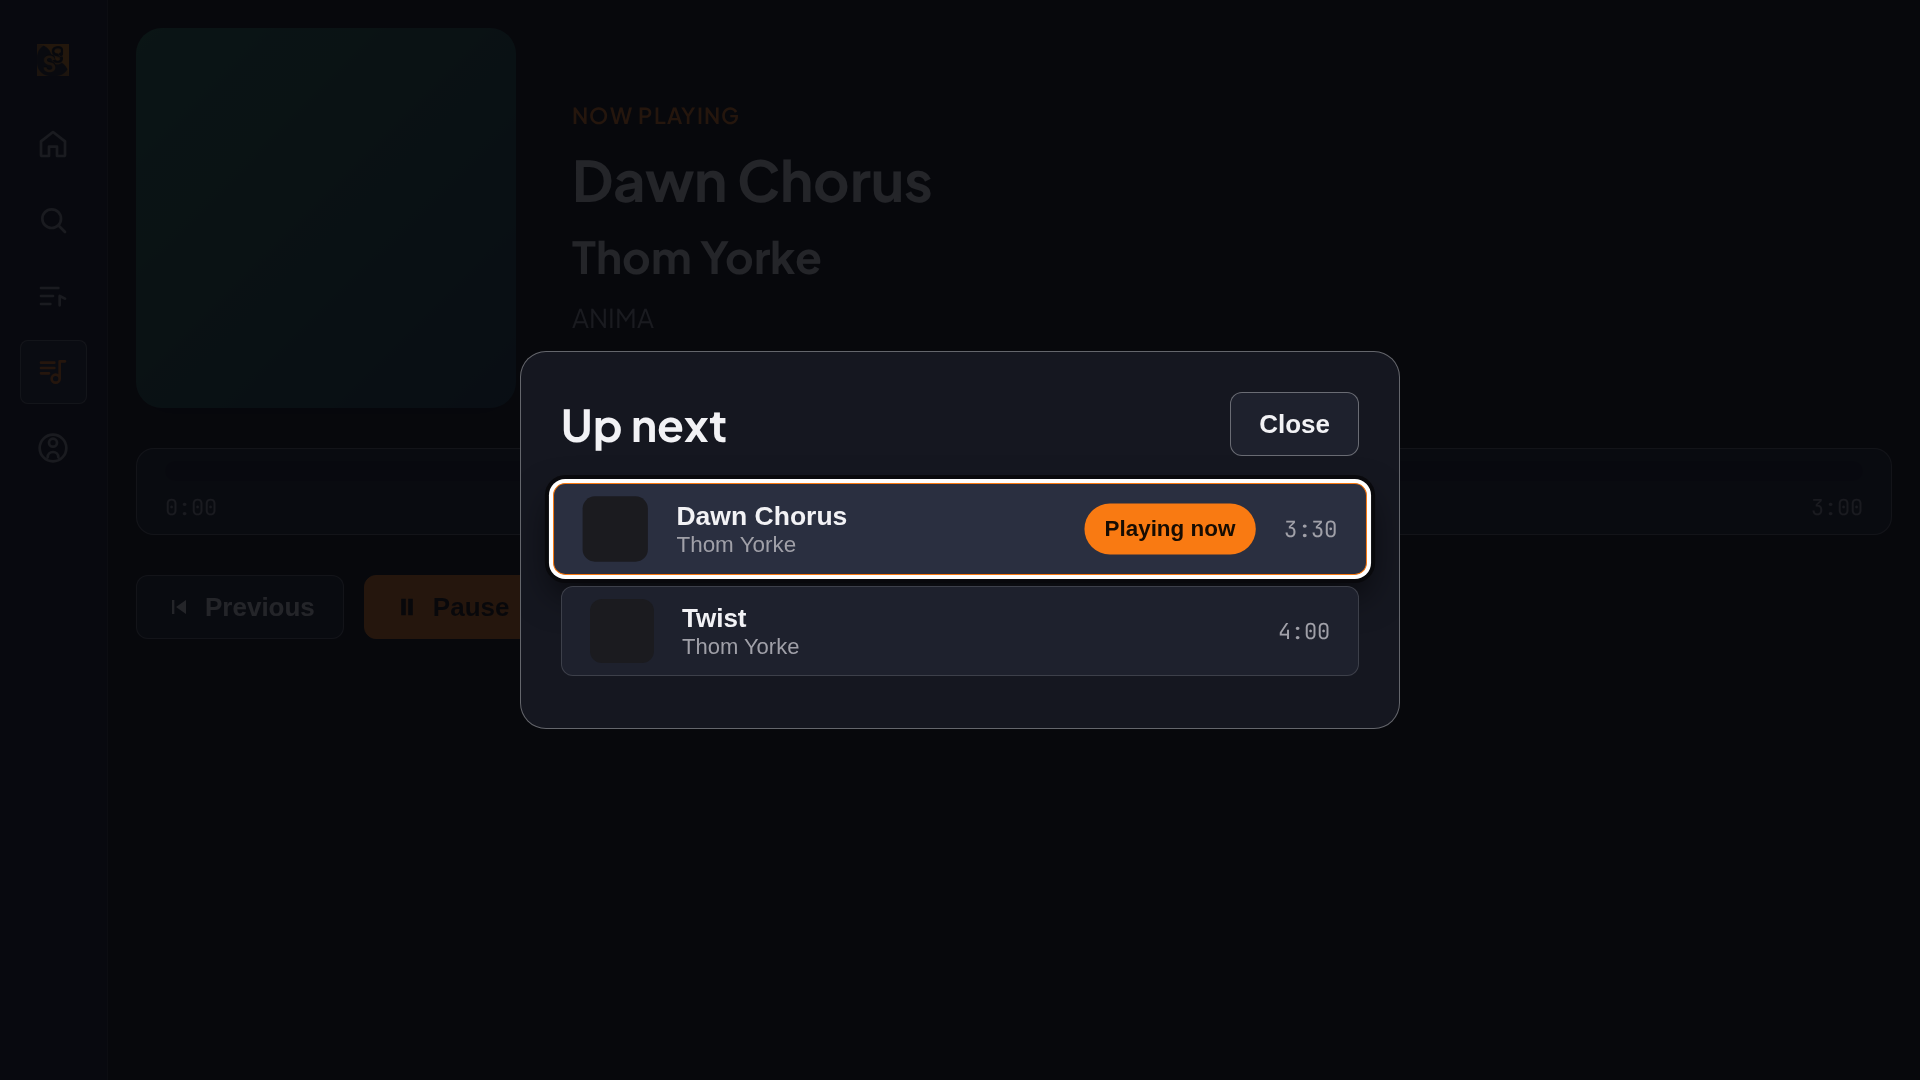 NOW PLAYING
Dawn Chorus
Thom Yorke
ANIMA
0:00
3:00
Previous
Pause
Up next
Close
Dawn Chorus
Thom Yorke
Playing now
3:30
Twist
Thom Yorke
4:00